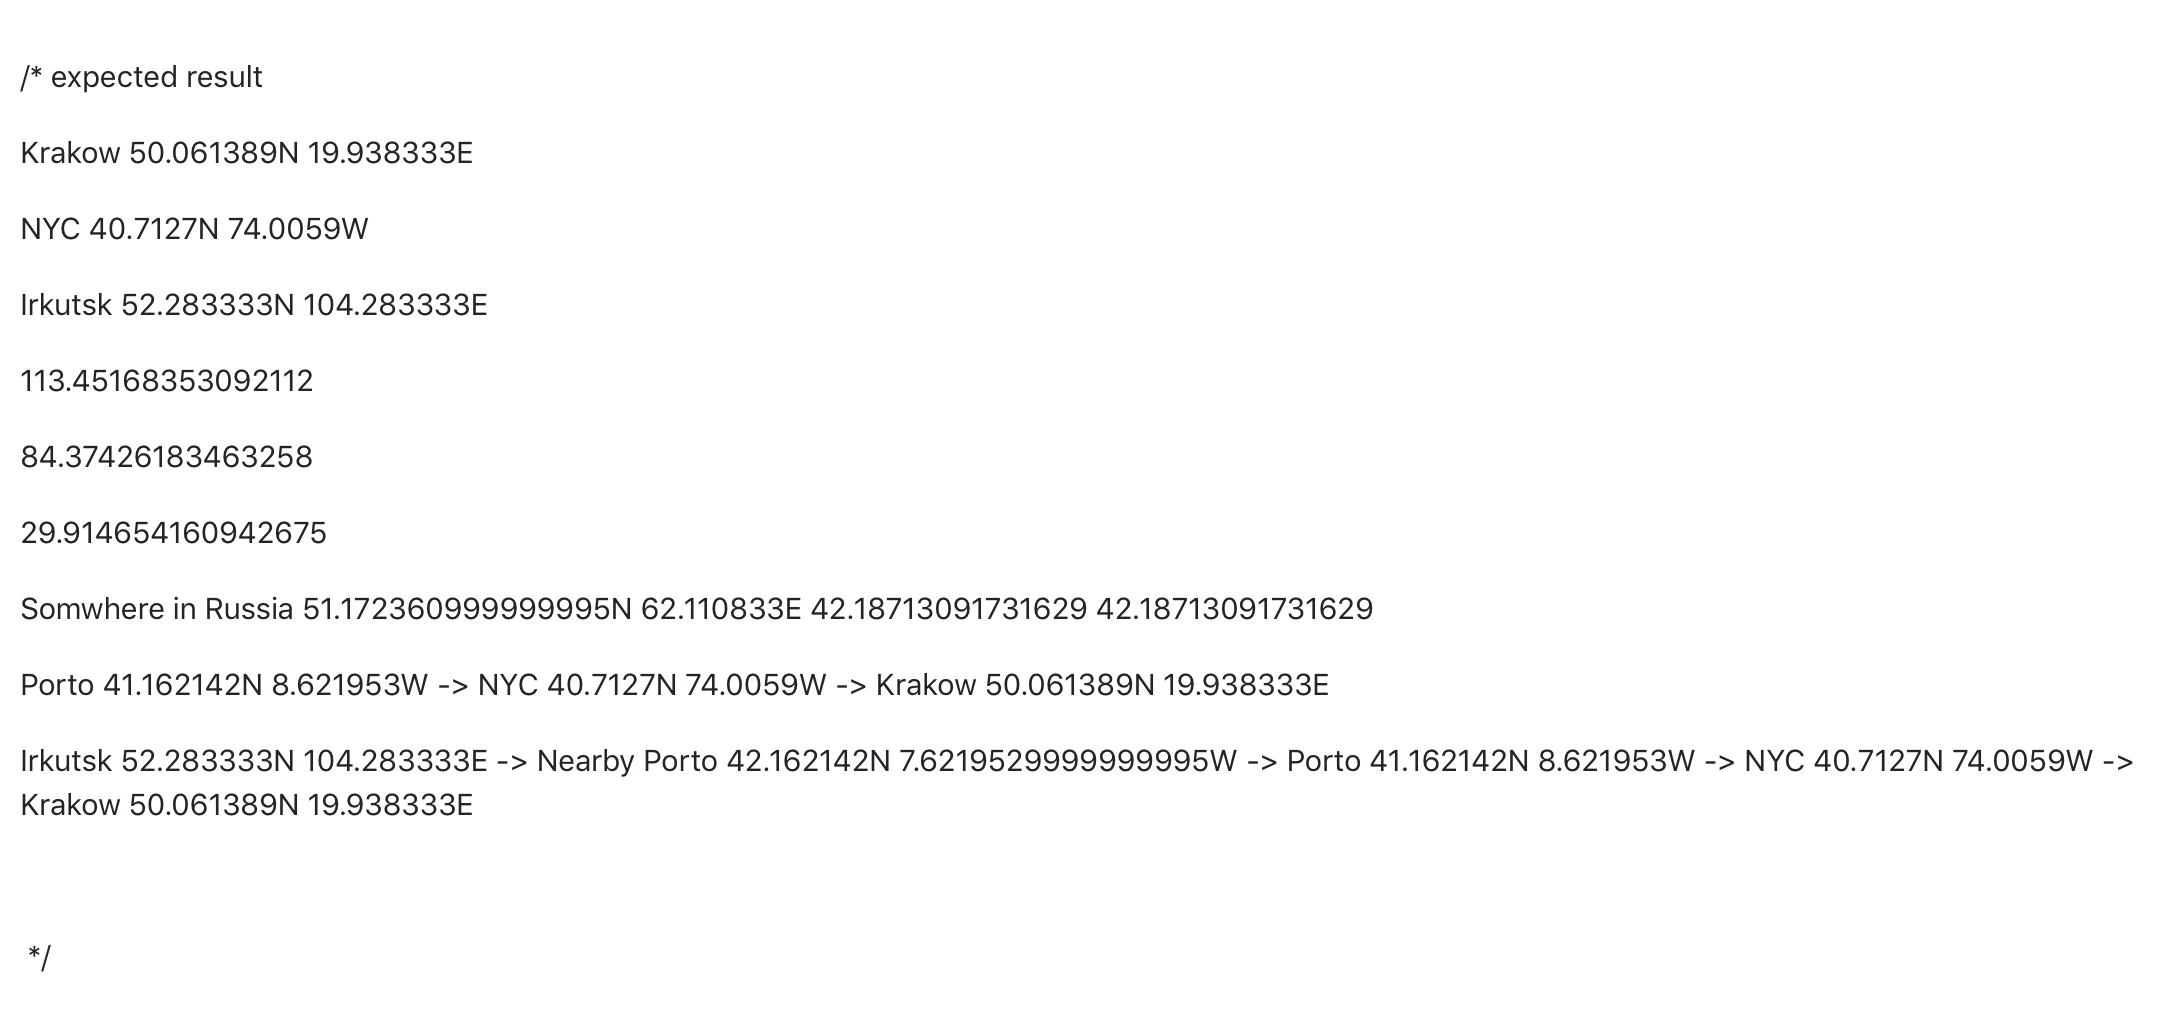 /* expected result
Krakow 50.061389N 19.938333E
NYC 40.7127N 74.0059W
Irkutsk 52.283333N 104.283333E
113.45168353092112
84.37426183463258
29.914654160942675
Somwhere in Russia 51.172360999999995N 62.110833E 42.18713091731629 42.18713091731629
Porto 41.162142N 8.621953W -> NYC 40.7127N 74.0059W -> Krakow 50.061389N 19.938333E
Irkutsk 52.283333N 104.283333E -> Nearby Porto 42.162142N 7.6219529999999995W -> Porto 41.162142N 8.621953W -> NYC 40.7127N 74.0059W ->
Krakow 50.061389N 19.938333E
*/